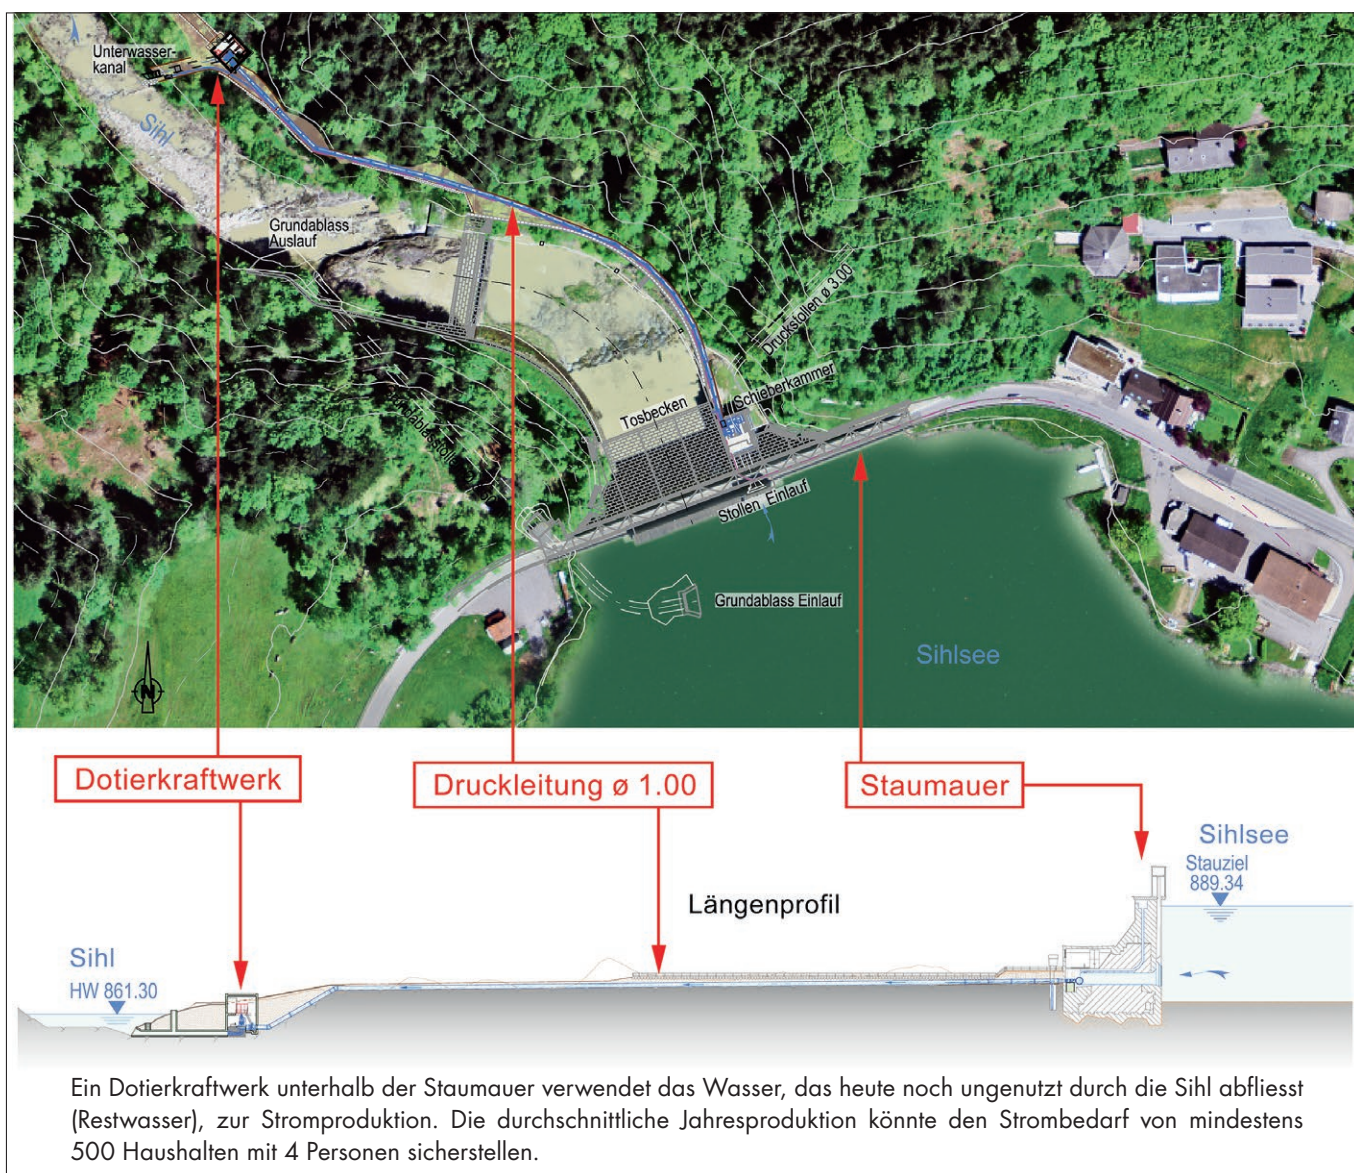 Unterwasser-
kanal
Sihl
Grundablass
Auslauf
Druckstollen ø 3.00
Schieberkammer
Tosbecken
Stollen Einlauf
Grundablass Einlauf
Sihlsee
N
Dotierkraftwerk
Druckleitung ø 1.00
Staumauer
Sihlsee
Stauziel
889.34
Längenprofil
Sihl
HW 861.30
Ein Dotierkraftwerk unterhalb der Staumauer verwendet das Wasser, das heute noch ungenutzt durch die Sihl abfliesst
(Restwasser), zur Stromproduktion. Die durchschnittliche Jahresproduktion könnte den Strombedarf von mindestens
500 Haushalten mit 4 Personen sicherstellen.